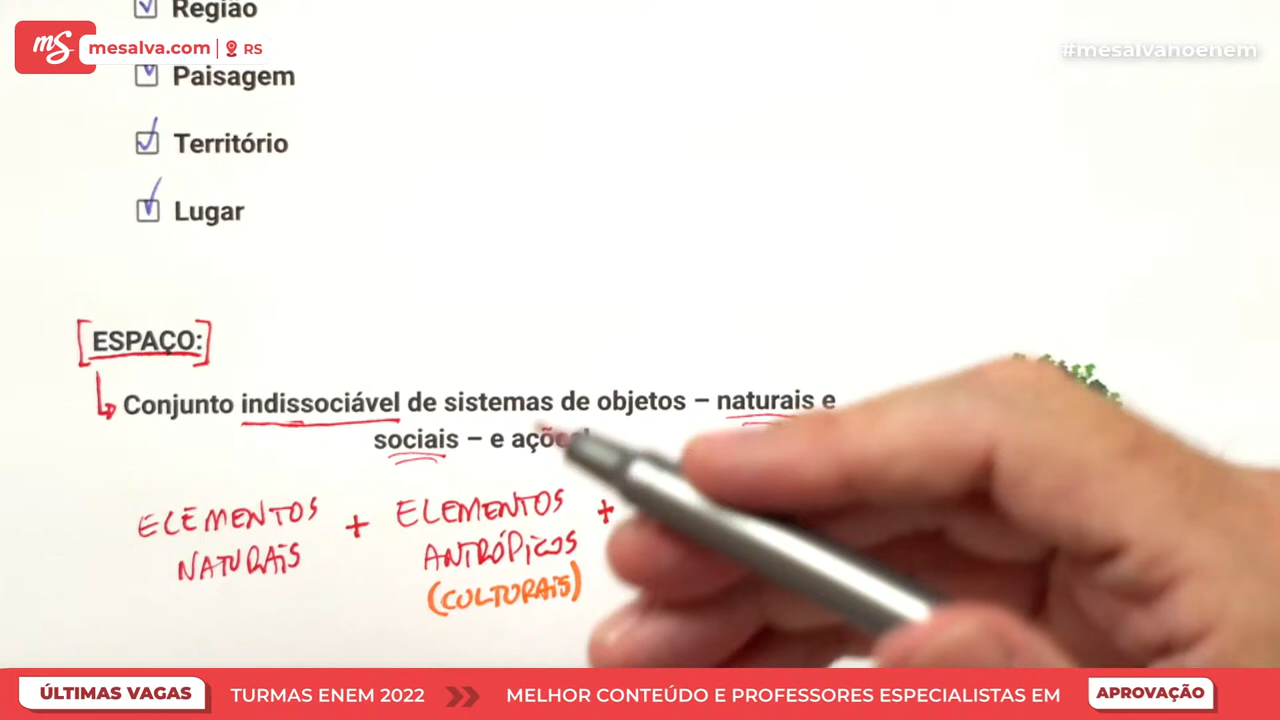 Região
mS mesalva.com | RS
#mesalvanoenem
Paisagem
Território
Lugar
ESPAÇO:
Conjunto indissociável de sistemas de objetos – naturais e
sociais – e
ELEMENTOS + ELEMENTOS +
NATURAIS ANTRÓPICOS
(CULTURAIS)
ÚLTIMAS VAGAS TURMAS ENEM 2022 >> MELHOR CONTEÚDO E PROFESSORES ESPECIALISTAS EM APROVAÇÃO